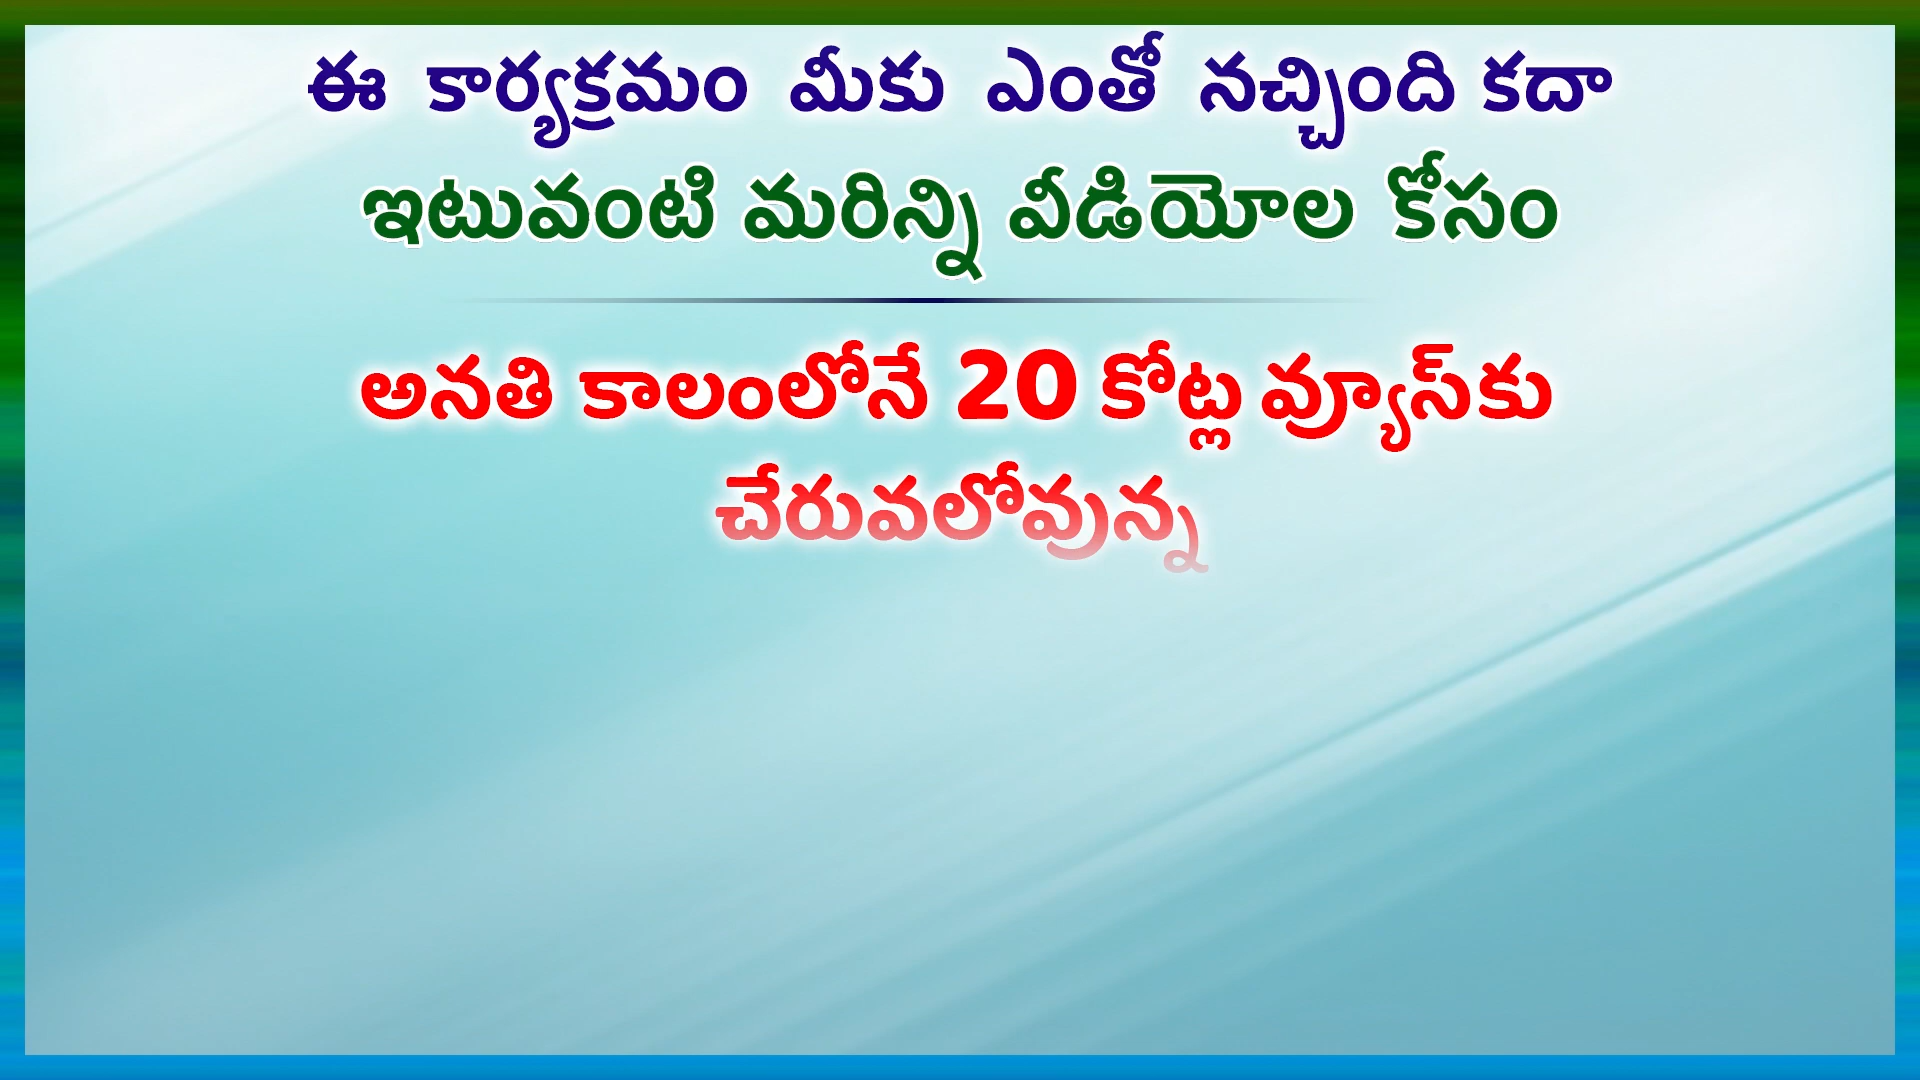 ఈ కార్యక్రమం మీకు ఎంతో నచ్చింది కదా
ఇటువంటి మరిన్ని వీడియోల కోసం
అనతి కాలంలోనే 20 కోట్ల వ్యూస్‌కు
చేరువలోవున్న